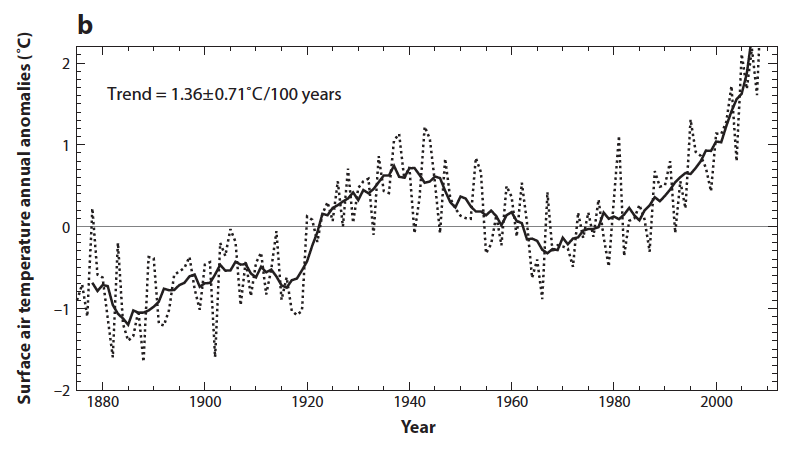 b
Surface air temperature annual anomalies (˚C)
Trend = 1.36±0.71˚C/100 years
2
1
0
−1
−2
1880 1900 1920 1940 1960 1980 2000
Year